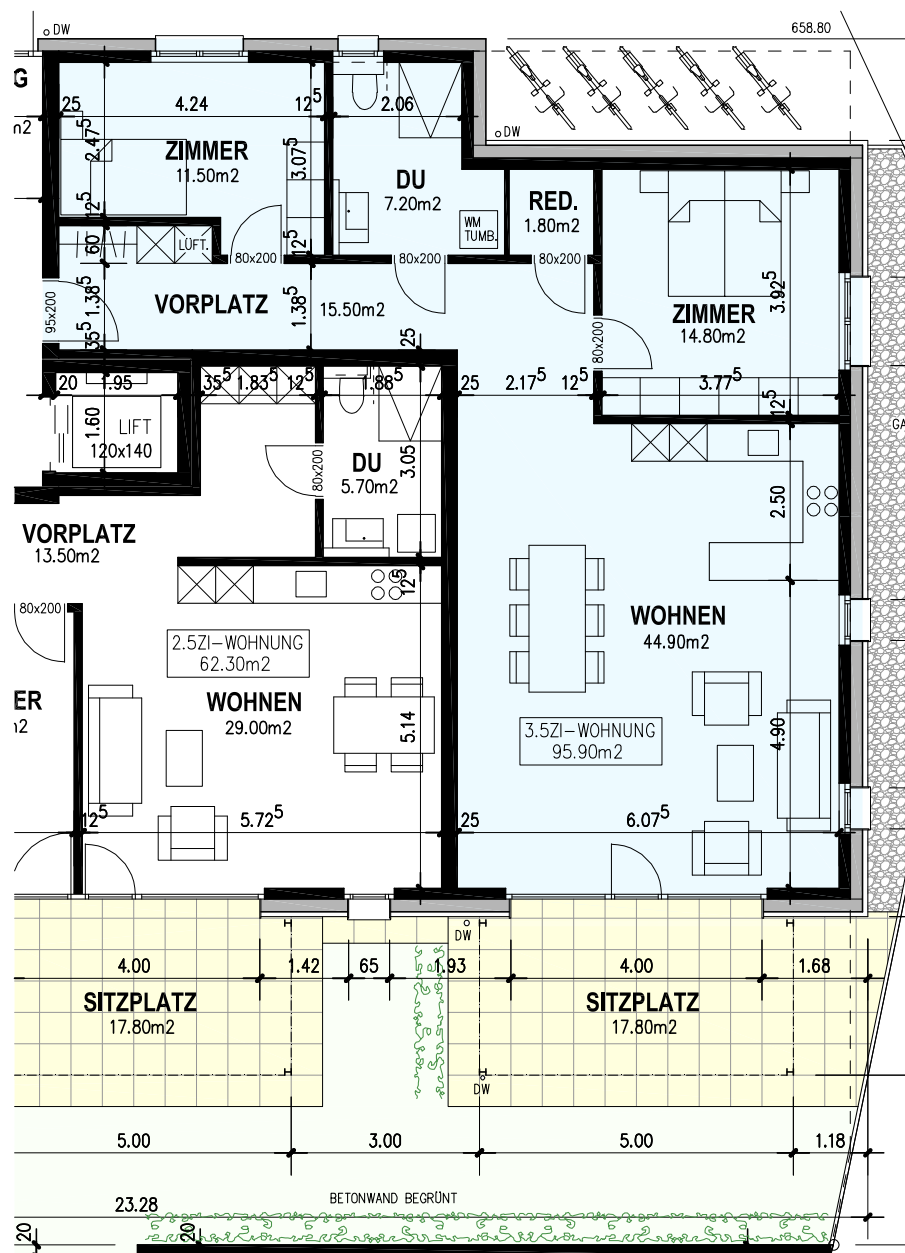 DW
658.80
G
n2
25
4.24
12⁵
2.06
DW
2.47⁵
ZIMMER
11.50m2
3.07⁵
DU
7.20m2
RED.
1.80m2
12⁵
60
LÜFT.
80x200
12⁵
WM
TUMB.
80x200
80x200
3.92⁵
ZIMMER
14.80m2
95x200
1.38⁵
VORPLATZ
1.38⁵
15.50m2
35⁵
25
80x200
20
1.95
35⁵
1.83⁵
12⁵
1.88⁵
25
2.17⁵
12⁵
3.77⁵
12⁵
1.60
LIFT
120x140
80x200
DU
5.70m2
3.05
GA
2.50
VORPLATZ
13.50m2
12⁵
80x200
2.5ZI-WOHNUNG
62.30m2
WOHNEN
44.90m2
ER
n2
WOHNEN
29.00m2
5.14
3.5ZI-WOHNUNG
95.90m2
4.90
12⁵
5.72⁵
25
6.07⁵
DW
4.00
1.42
65
1.93
4.00
1.68
SITZPLATZ
17.80m2
SITZPLATZ
17.80m2
DW
5.00
3.00
5.00
1.18
23.28
BETONWAND BEGRÜNT
20
20